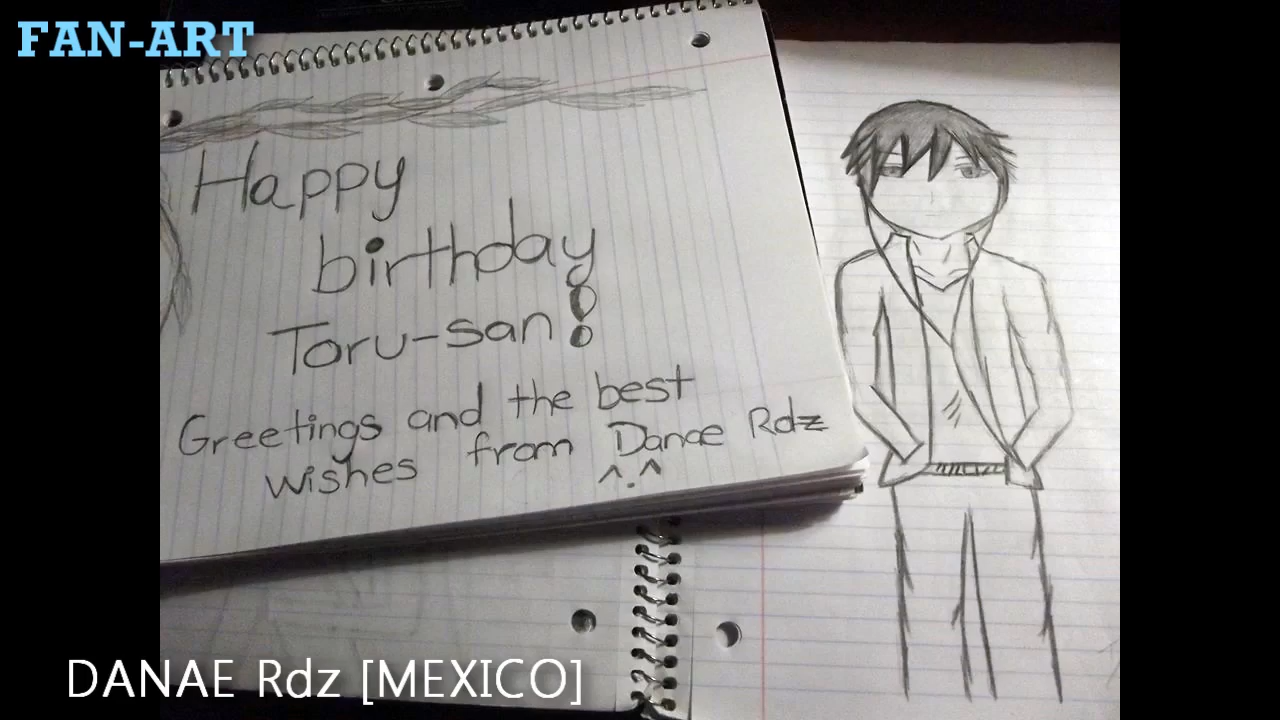 FAN-ART
Happy
birthday
Toru-san!
Greetings and the best
wishes from Danae Rdz
^.^
DANAE Rdz [MEXICO]